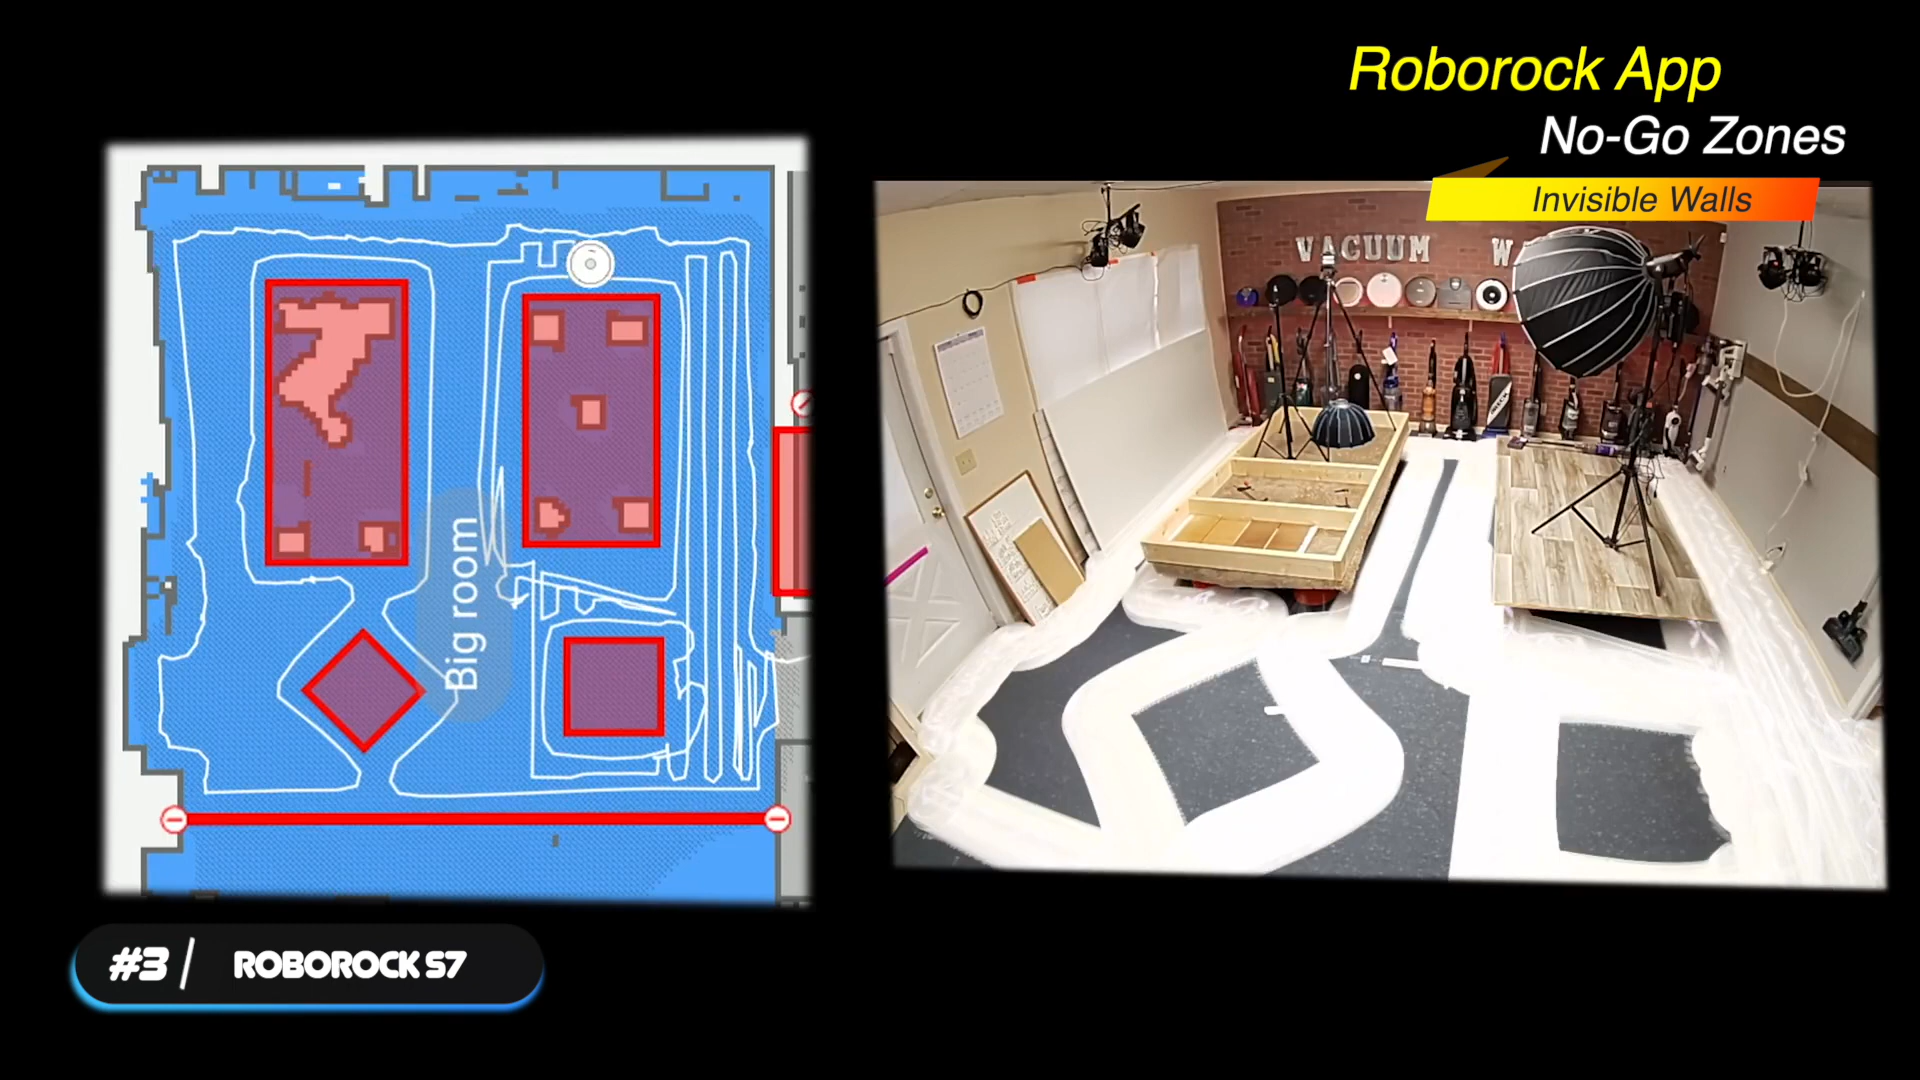 Roborock App
No-Go Zones
Invisible Walls
VACUUM W
Big room
#3 / ROBOROCK S7